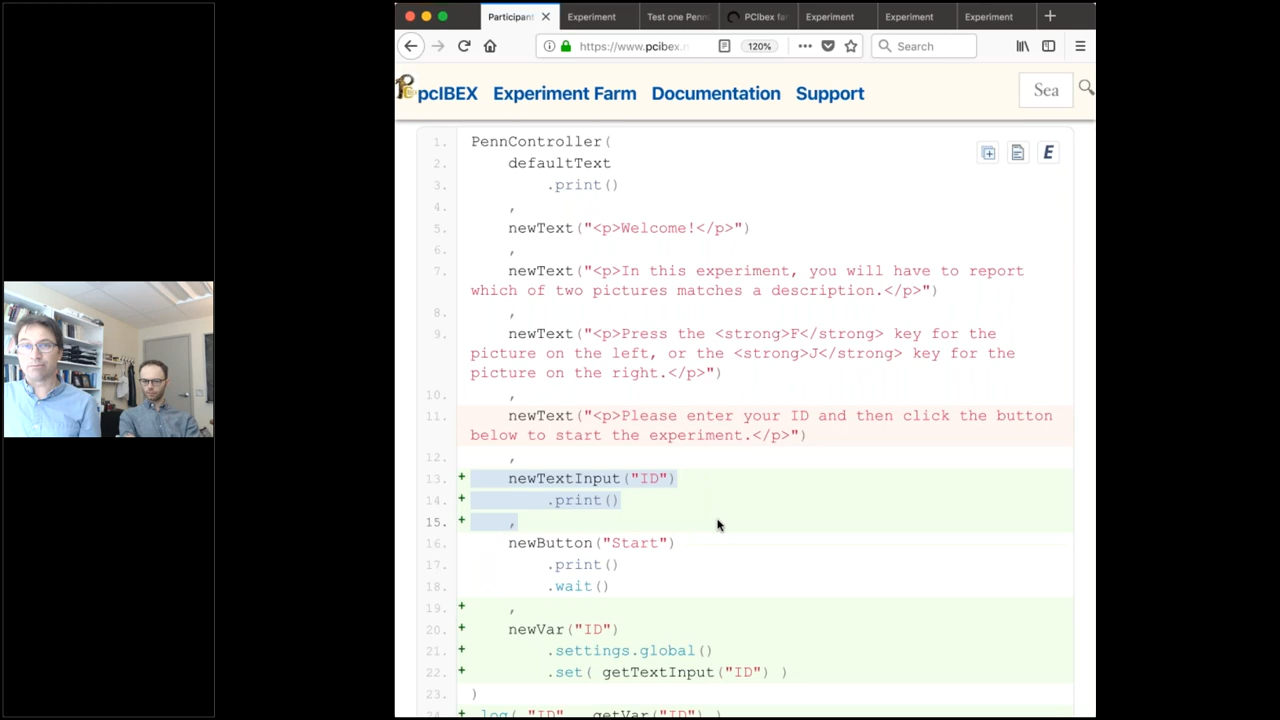 Participant
Experiment
Test one Penn
PCIbex far
Experiment
Experiment
Experiment
https://www.pcibex.n
120%
Search
pcIBEX Experiment Farm Documentation Support
Sea
1. PennController(
2. defaultText
3. .print()
4. ,
5. newText("<p>Welcome!</p>")
6. ,
7. newText("<p>In this experiment, you will have to report
which of two pictures matches a description.</p>")
8. ,
9. newText("<p>Press the <strong>F</strong> key for the
picture on the left, or the <strong>J</strong> key for the
picture on the right.</p>")
10. ,
11. newText("<p>Please enter your ID and then click the button
below to start the experiment.</p>")
12. ,
13. + newTextInput("ID")
14. + .print()
15. + ,
16. newButton("Start")
17. .print()
18. .wait()
19. + ,
20. + newVar("ID")
21. + .settings.global()
22. + .set( getTextInput("ID") )
23. )
24. + .log( "ID" , getVar("ID") )